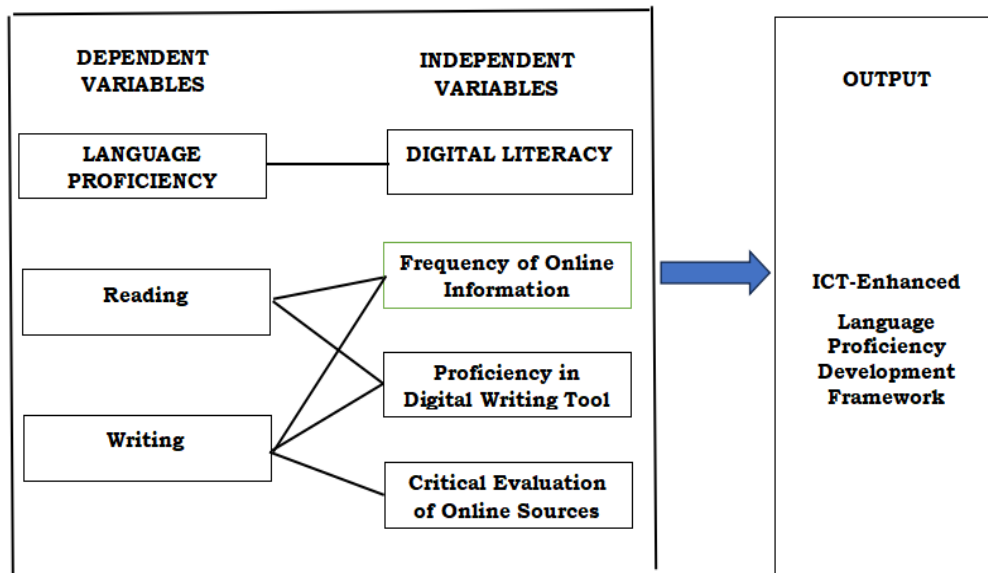 DEPENDENT
VARIABLES
INDEPENDENT
VARIABLES
OUTPUT
LANGUAGE
PROFICIENCY
DIGITAL LITERACY
Reading
Frequency of Online
Information
ICT-Enhanced
Language
Proficiency
Development
Framework
Proficiency in
Digital Writing Tool
Writing
Critical Evaluation
of Online Sources